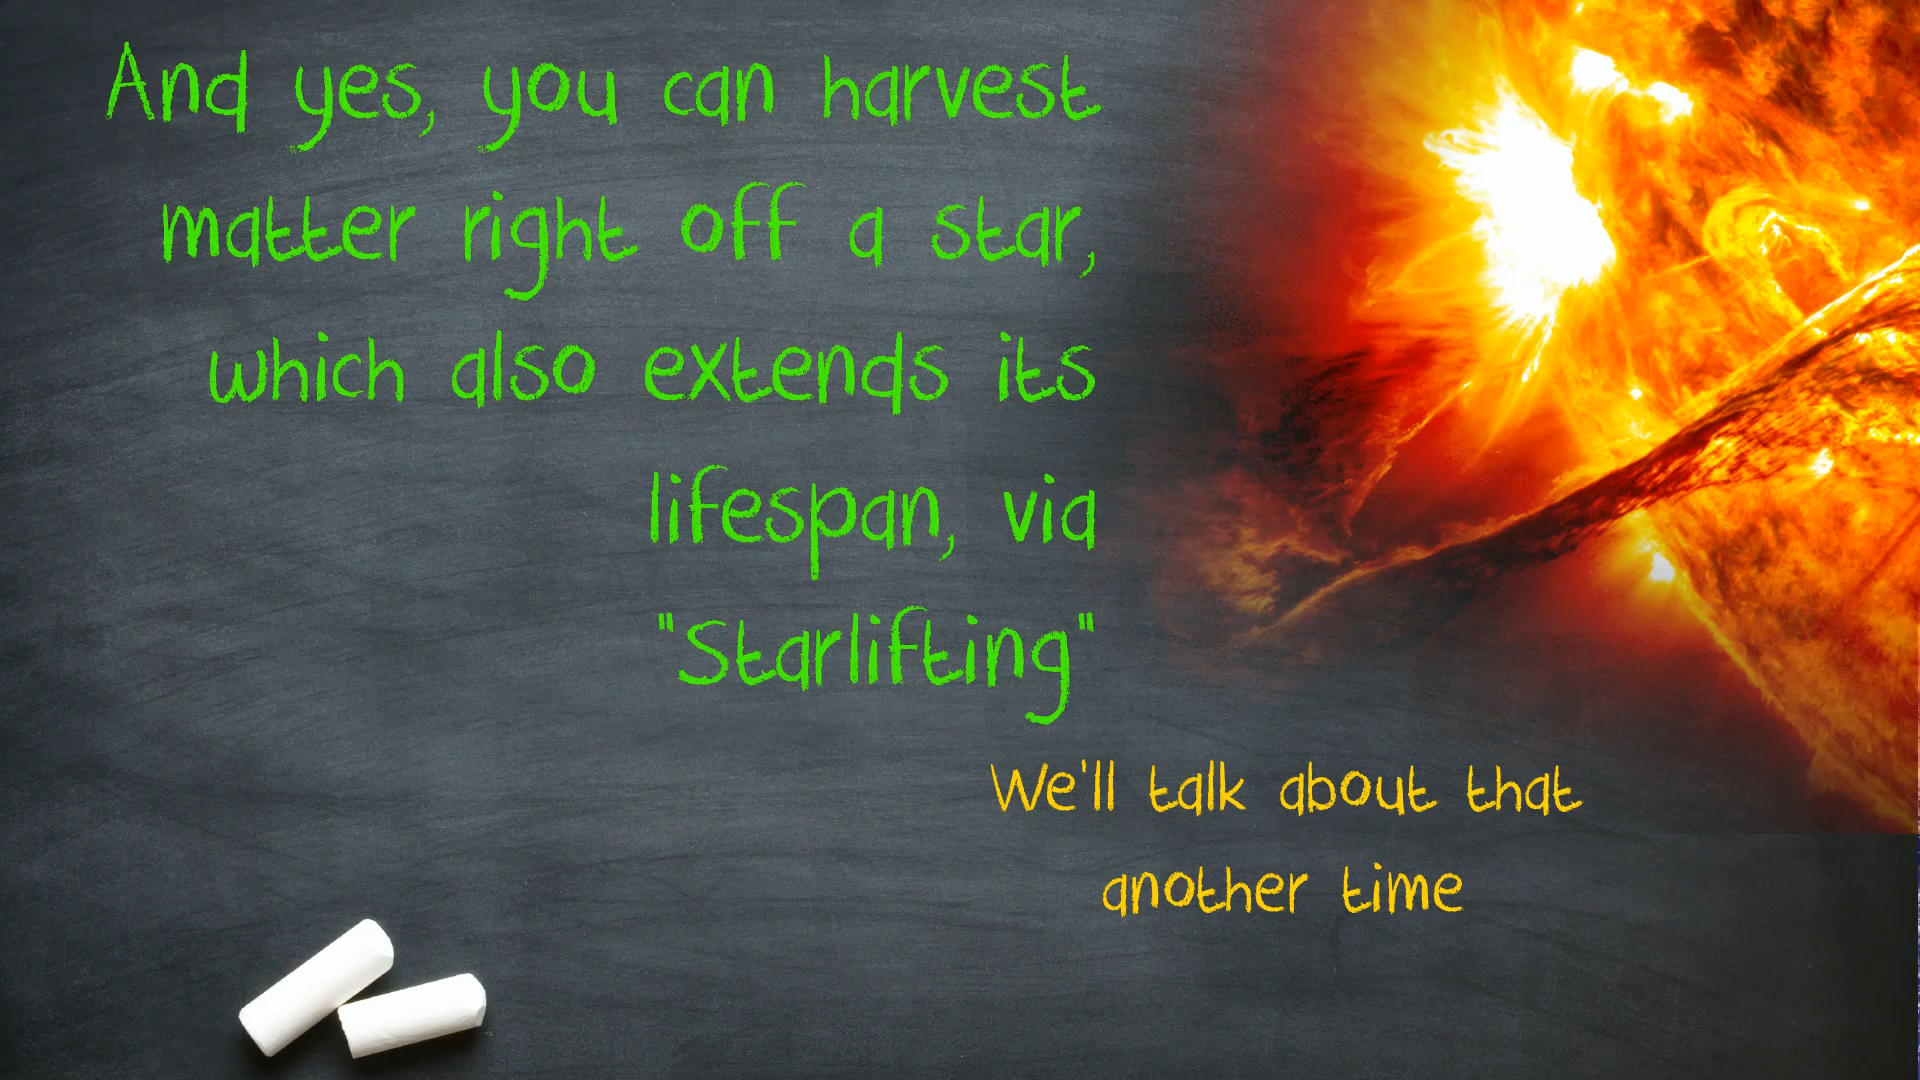 And yes, you can harvest
matter right off a star,
which also extends its
lifespan, via
"Starlifting"
We'll talk about that
another time